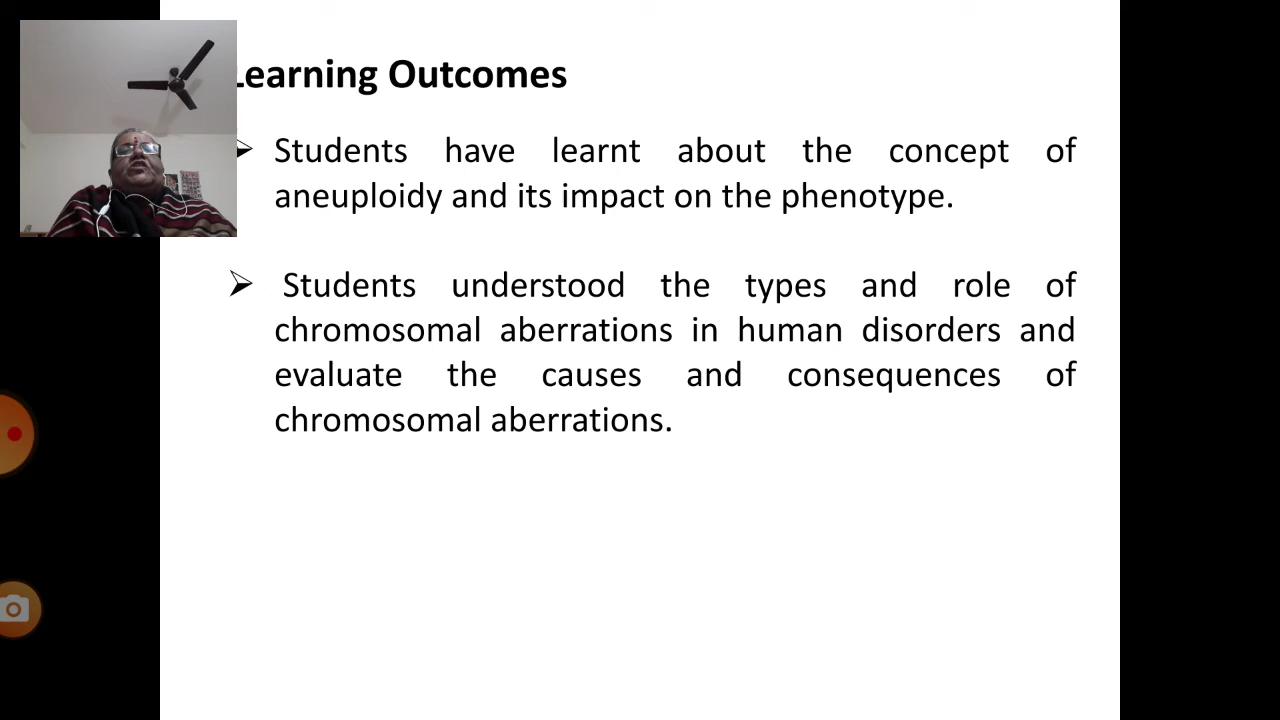 Learning Outcomes
➢ Students have learnt about the concept of
aneuploidy and its impact on the phenotype.
➢ Students understood the types and role of
chromosomal aberrations in human disorders and
evaluate the causes and consequences of
chromosomal aberrations.